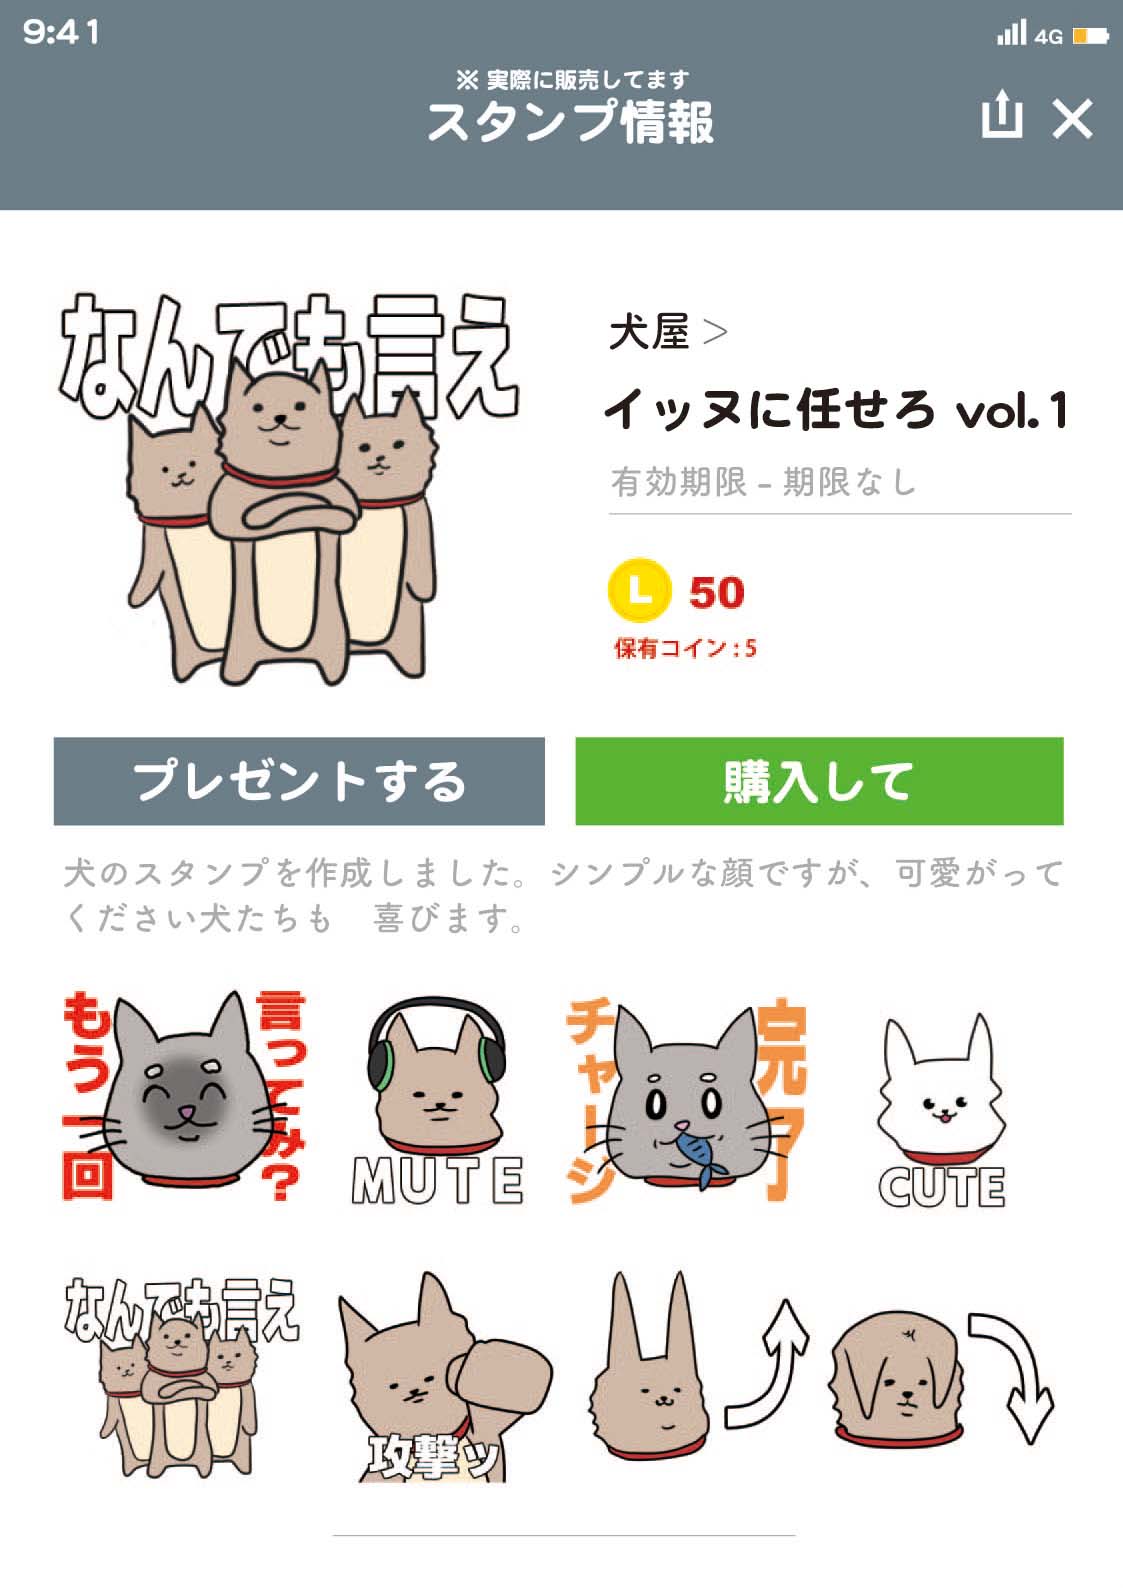 9:41
4G
※ 実際に販売してます
スタンプ情報
なんでも言え
犬屋 >
イッヌに任せろ vol.1
有効期限 - 期限なし
L 50
保有コイン : 5
プレゼントする
購入して
犬のスタンプを作成しました。シンプルな顔ですが、可愛がって
ください犬たちも　喜びます。
もう一回
言ってみ?
MUTE
チャージ
完了
CUTE
なんでも言え
攻撃ッ